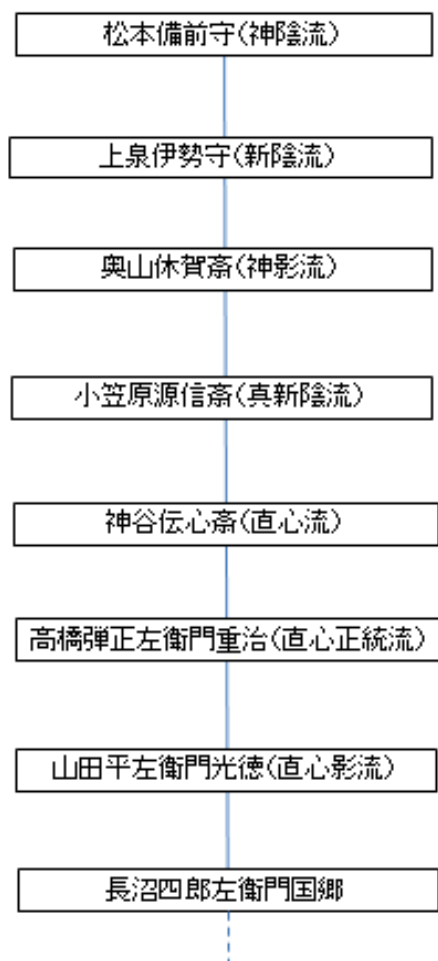 松本備前守(神陰流)
上泉伊勢守(新陰流)
奥山休賀斎(神影流)
小笠原源信斎(真新陰流)
神谷伝心斎(直心流)
高橋弾正左衛門重治(直心正統流)
山田平左衛門光徳(直心影流)
長沼四郎左衛門国郷